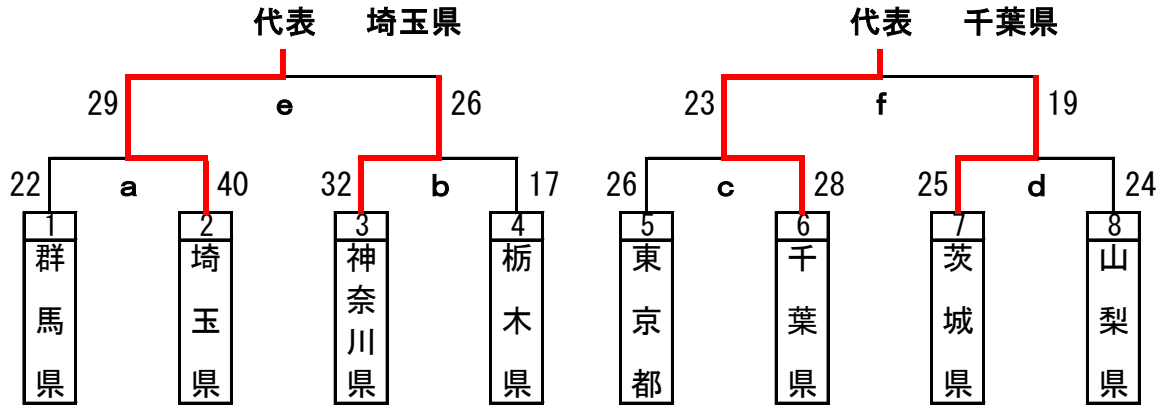 代表 埼玉県 代表 千葉県
29 e 26 23 f 19
22 a 40 32 b 17 26 c 28 25 d 24
1 2 3 4 5 6 7 8
群馬県
埼玉県
神奈川県
栃木県
東京都
千葉県
茨城県
山梨県